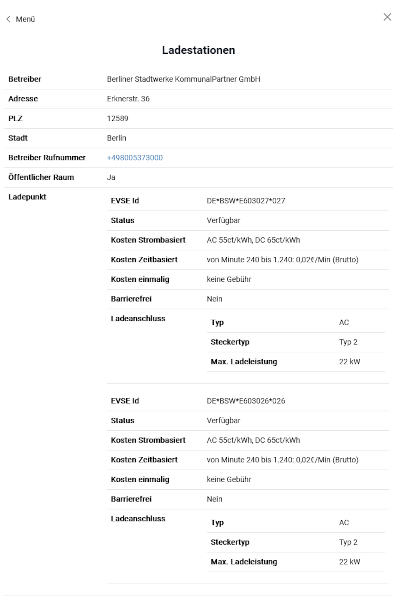 Menü
Ladestationen
Betreiber Berliner Stadtwerke KommunalPartner GmbH
Adresse Erknerstr. 36
PLZ 12589
Stadt Berlin
Betreiber Rufnummer +498005373000
Öffentlicher Raum Ja
Ladepunkt
EVSE Id DE*BSW*E603027*027
Status Verfügbar
Kosten Strombasiert AC 55ct/kWh, DC 65ct/kWh
Kosten Zeitbasiert von Minute 240 bis 1.240: 0,02€/Min (Brutto)
Kosten einmalig keine Gebühr
Barrierefrei Nein
Ladeanschluss
Typ AC
Steckertyp Typ 2
Max. Ladeleistung 22 kW
EVSE Id DE*BSW*E603026*026
Status Verfügbar
Kosten Strombasiert AC 55ct/kWh, DC 65ct/kWh
Kosten Zeitbasiert von Minute 240 bis 1.240: 0,02€/Min (Brutto)
Kosten einmalig keine Gebühr
Barrierefrei Nein
Ladeanschluss
Typ AC
Steckertyp Typ 2
Max. Ladeleistung 22 kW